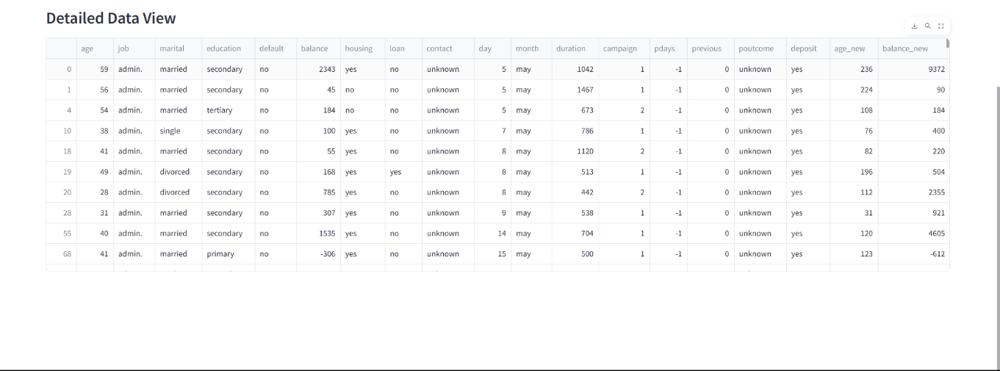 Detailed Data View
age job marital education default balance housing loan contact day month duration campaign pdays previous poutcome deposit age_new balance_new
0 59 admin. married secondary no 2343 yes no unknown 5 may 1042 1 -1 0 unknown yes 236 9372
1 56 admin. married secondary no 45 no no unknown 5 may 1467 1 -1 0 unknown yes 224 90
4 54 admin. married tertiary no 184 no no unknown 5 may 673 2 -1 0 unknown yes 108 184
10 38 admin. single secondary no 100 yes no unknown 7 may 786 1 -1 0 unknown yes 76 400
18 41 admin. married secondary no 55 yes no unknown 8 may 1120 2 -1 0 unknown yes 82 220
19 49 admin. divorced secondary no 168 yes yes unknown 8 may 513 1 -1 0 unknown yes 196 504
20 28 admin. divorced secondary no 785 yes no unknown 8 may 442 2 -1 0 unknown yes 112 2355
28 31 admin. married secondary no 307 yes no unknown 9 may 538 1 -1 0 unknown yes 31 921
55 40 admin. married secondary no 1535 yes no unknown 14 may 704 1 -1 0 unknown yes 120 4605
68 41 admin. married primary no -306 yes no unknown 15 may 500 1 -1 0 unknown yes 123 -612